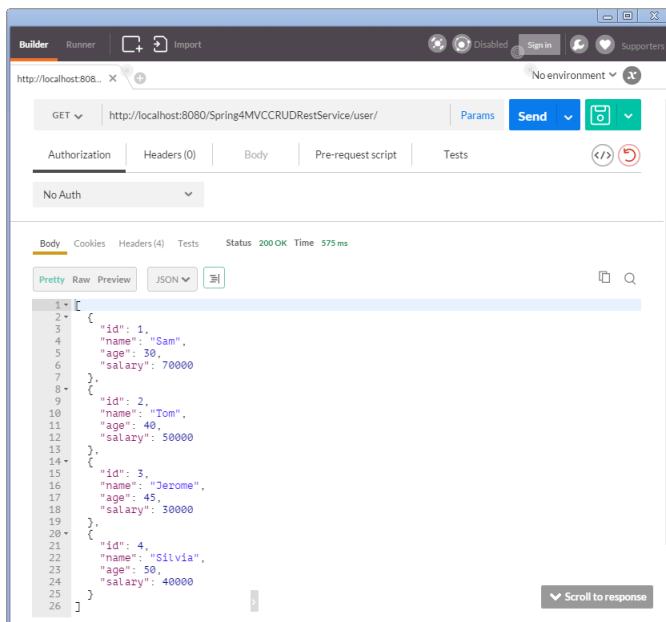 Builder Runner Import Disabled Sign in Supporters
http://localhost:808... No environment
GET http://localhost:8080/Spring4MVCCRUDRestService/user/ Params Send
Authorization Headers (0) Body Pre-request script Tests
No Auth
Body Cookies Headers (4) Tests Status 200 OK Time 575 ms
Pretty Raw Preview JSON
1 [
2 {
3 "id": 1,
4 "name": "Sam",
5 "age": 30,
6 "salary": 70000
7 },
8 {
9 "id": 2,
10 "name": "Tom",
11 "age": 40,
12 "salary": 50000
13 },
14 {
15 "id": 3,
16 "name": "Jerome",
17 "age": 45,
18 "salary": 30000
19 },
20 {
21 "id": 4,
22 "name": "Silvia",
23 "age": 50,
24 "salary": 40000
25 }
26 ]
Scroll to response